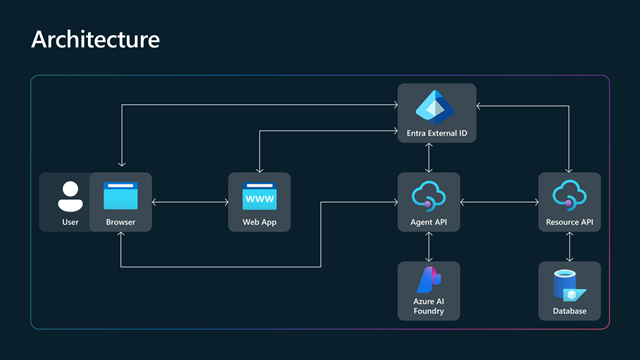 Architecture
Entra External ID
User
Browser
WWW
Web App
Agent API
Resource API
Azure AI
Foundry
Database